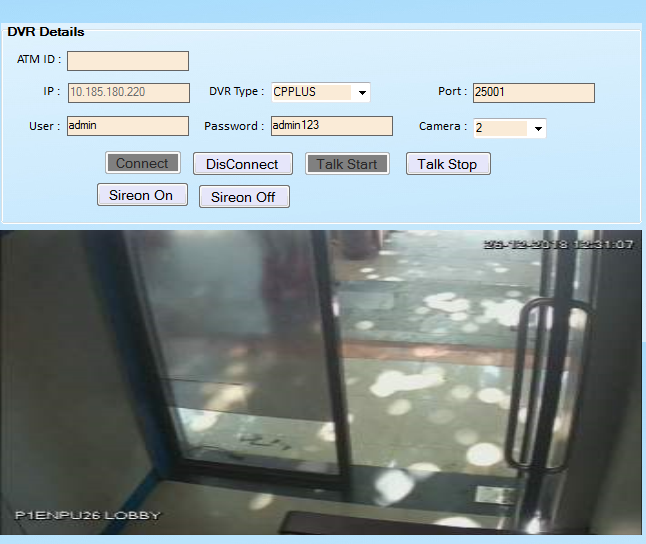 DVR Details
ATM ID :
IP : 10.185.180.220 DVR Type : CPPLUS Port : 25001
User : admin Password : admin123 Camera : 2
Connect DisConnect Talk Start Talk Stop
Sireon On Sireon Off
26-12-2018 12:31:07
P1ENPU26 LOBBY